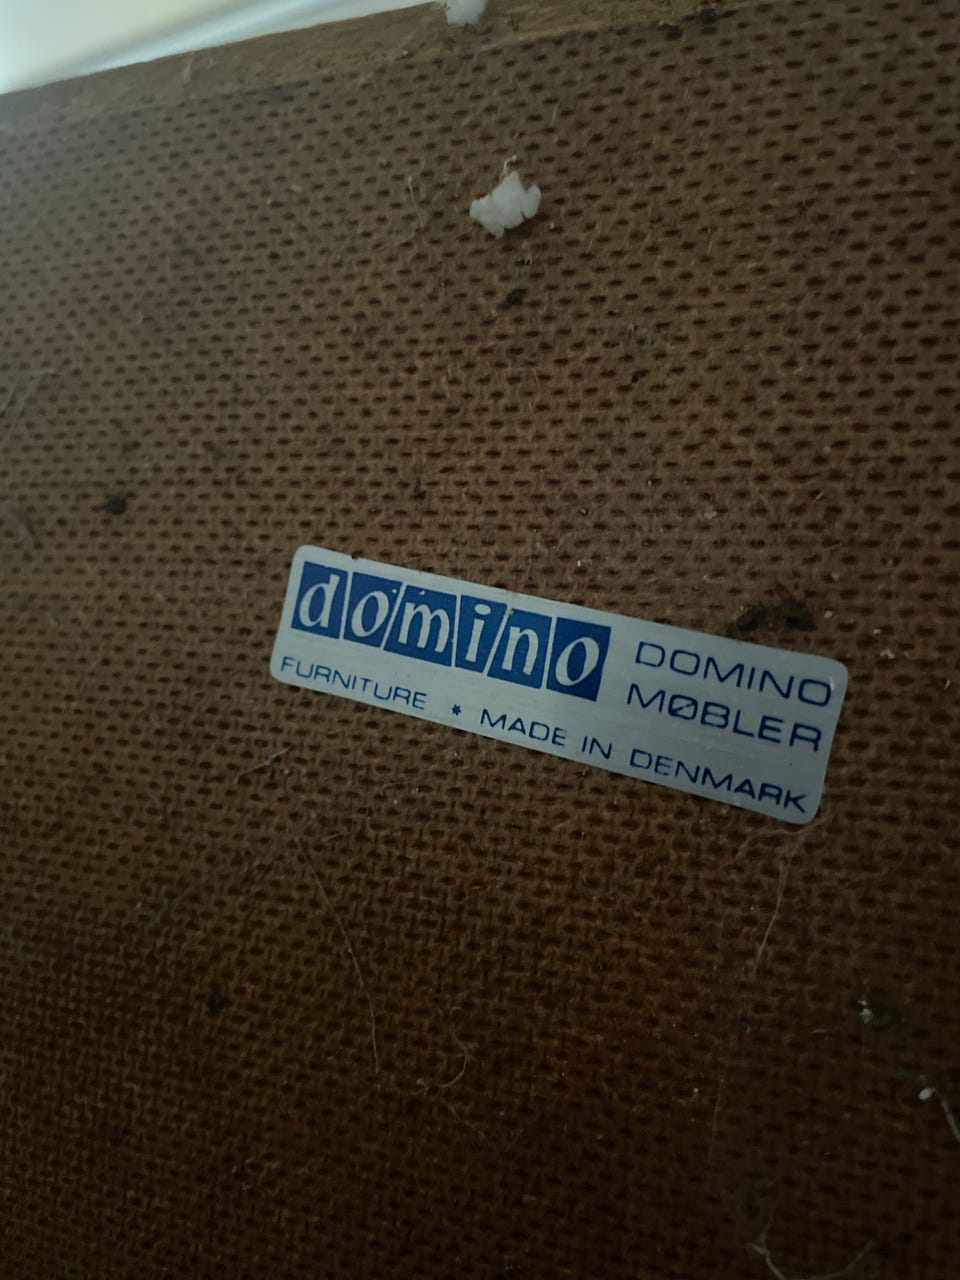 domino
DOMINO
MØBLER
FURNITURE * MADE IN DENMARK